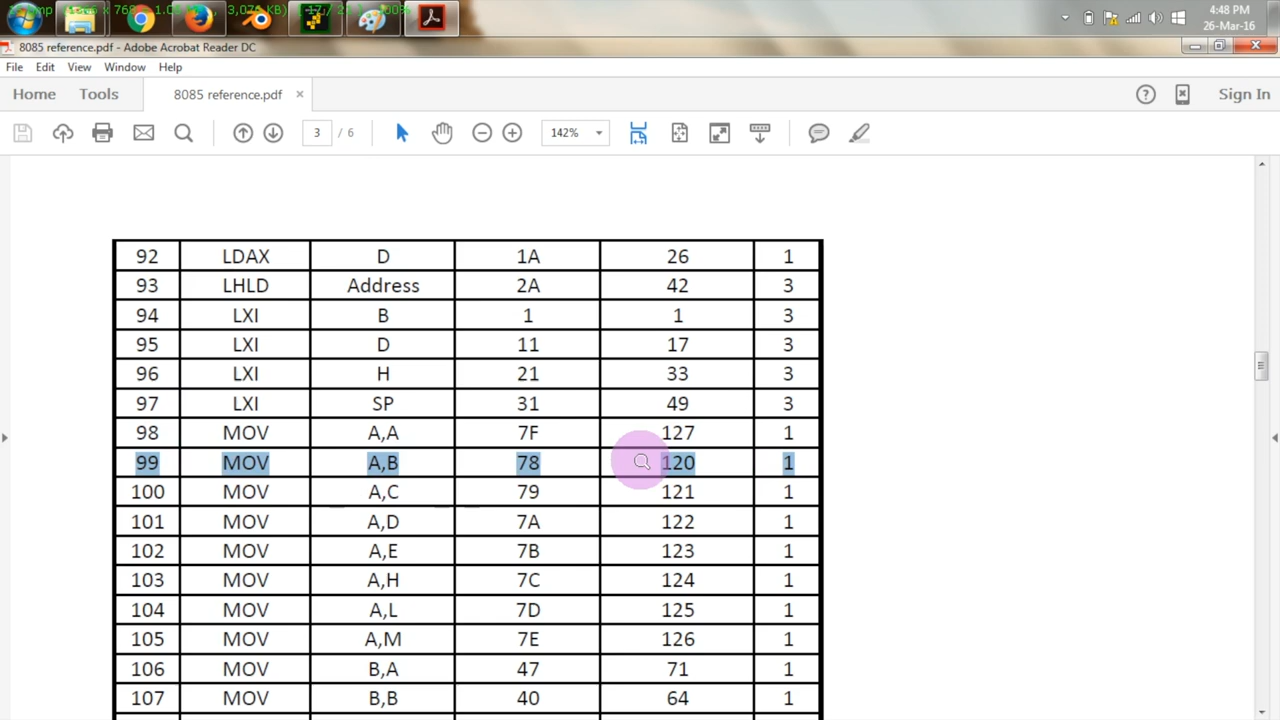 4:48 PM
26-Mar-16
8085 reference.pdf - Adobe Acrobat Reader DC
File Edit View Window Help
Home Tools 8085 reference.pdf × Sign In
3 / 6 142%
92 LDAX D 1A 26 1
93 LHLD Address 2A 42 3
94 LXI B 1 1 3
95 LXI D 11 17 3
96 LXI H 21 33 3
97 LXI SP 31 49 3
98 MOV A,A 7F 127 1
99 MOV A,B 78 120 1
100 MOV A,C 79 121 1
101 MOV A,D 7A 122 1
102 MOV A,E 7B 123 1
103 MOV A,H 7C 124 1
104 MOV A,L 7D 125 1
105 MOV A,M 7E 126 1
106 MOV B,A 47 71 1
107 MOV B,B 40 64 1